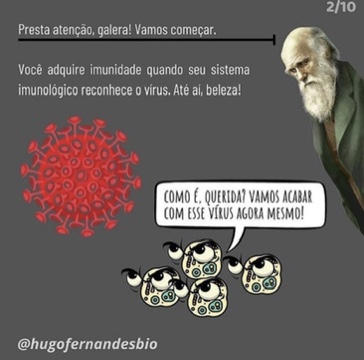 2/10
Presta atenção, galera! Vamos começar.
Você adquire imunidade quando seu sistema
imunológico reconhece o vírus. Até aí, beleza!
COMO É, QUERIDA? VAMOS ACABAR
COM ESSE VÍRUS AGORA MESMO!
@hugofernandesbio